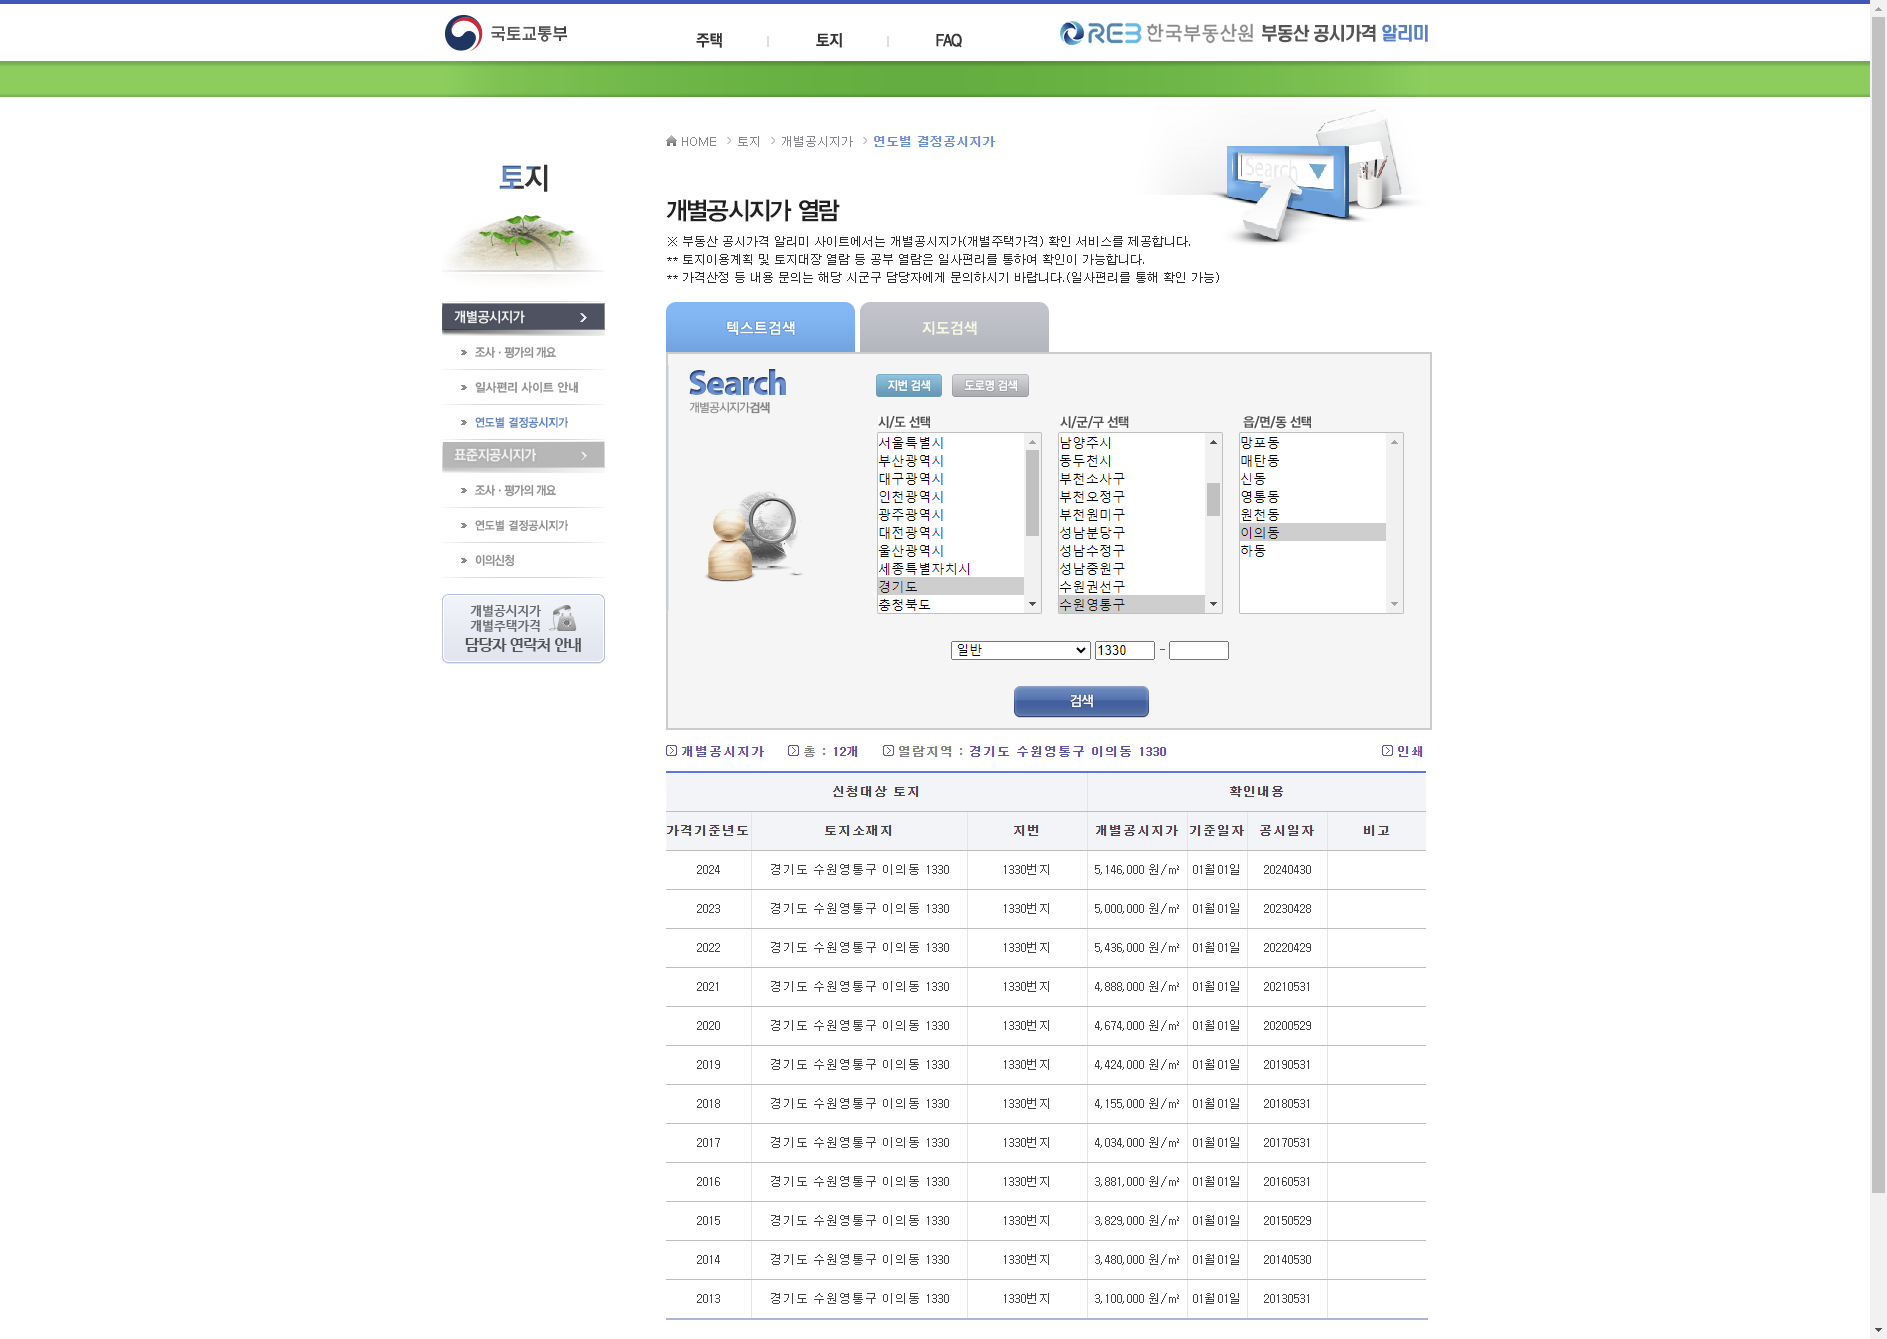 국토교통부
주택
토지
FAQ
REB 한국부동산원 부동산 공시가격 알리미
HOME > 토지 > 개별공시지가 > 연도별 결정공시지가
Search
토지
개별공시지가 열람
※ 부동산 공시가격 알리미 사이트에서는 개별공시지가(개별주택가격) 확인 서비스를 제공합니다.
** 토지이용계획 및 토지대장 열람 등 공부 열람은 일사편리를 통하여 확인이 가능합니다.
** 가격산정 등 내용 문의는 해당 시군구 담당자에게 문의하시기 바랍니다.(일사편리를 통해 확인 가능)
개별공시지가
조사·평가의 개요
일사편리 사이트 안내
연도별 결정공시지가
표준지공시지가
조사·평가의 개요
연도별 결정공시지가
이의신청
개별공시지가
개별주택가격
담당자 연락처 안내
텍스트검색
지도검색
Search
개별공시지가검색
지번 검색
도로명 검색
시/도 선택
서울특별시
부산광역시
대구광역시
인천광역시
광주광역시
대전광역시
울산광역시
세종특별자치시
경기도
충청북도
시/군/구 선택
남양주시
동두천시
부천소사구
부천오정구
부천원미구
성남분당구
성남수정구
성남중원구
수원권선구
수원영통구
읍/면/동 선택
망포동
매탄동
신동
영통동
원천동
이의동
하동
일반 1330 -
검색
개별공시지가 총 : 12개 열람지역 : 경기도 수원영통구 이의동 1330 인쇄
신청대상 토지 확인내용
가격기준년도 토지소재지 지번 개별공시지가 기준일자 공시일자 비고
2024 경기도 수원영통구 이의동 1330 1330번지 5,146,000 원/㎡ 01월01일 20240430
2023 경기도 수원영통구 이의동 1330 1330번지 5,000,000 원/㎡ 01월01일 20230428
2022 경기도 수원영통구 이의동 1330 1330번지 5,436,000 원/㎡ 01월01일 20220429
2021 경기도 수원영통구 이의동 1330 1330번지 4,888,000 원/㎡ 01월01일 20210531
2020 경기도 수원영통구 이의동 1330 1330번지 4,674,000 원/㎡ 01월01일 20200529
2019 경기도 수원영통구 이의동 1330 1330번지 4,424,000 원/㎡ 01월01일 20190531
2018 경기도 수원영통구 이의동 1330 1330번지 4,155,000 원/㎡ 01월01일 20180531
2017 경기도 수원영통구 이의동 1330 1330번지 4,034,000 원/㎡ 01월01일 20170531
2016 경기도 수원영통구 이의동 1330 1330번지 3,881,000 원/㎡ 01월01일 20160531
2015 경기도 수원영통구 이의동 1330 1330번지 3,829,000 원/㎡ 01월01일 20150529
2014 경기도 수원영통구 이의동 1330 1330번지 3,480,000 원/㎡ 01월01일 20140530
2013 경기도 수원영통구 이의동 1330 1330번지 3,100,000 원/㎡ 01월01일 20130531